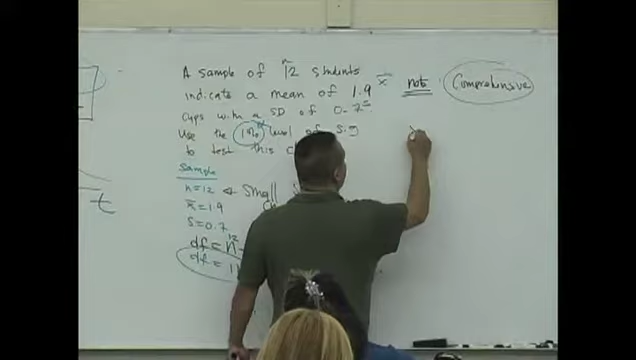 A sample of 12 students n
indicate a mean of 1.9 x̄ not Comprehensive
cups with a SD of 0.7 s
Use the 1% level of sig
to test this
Sample
n=12 ← small
x̄=1.9
s=0.7
df = n
df = 11
t